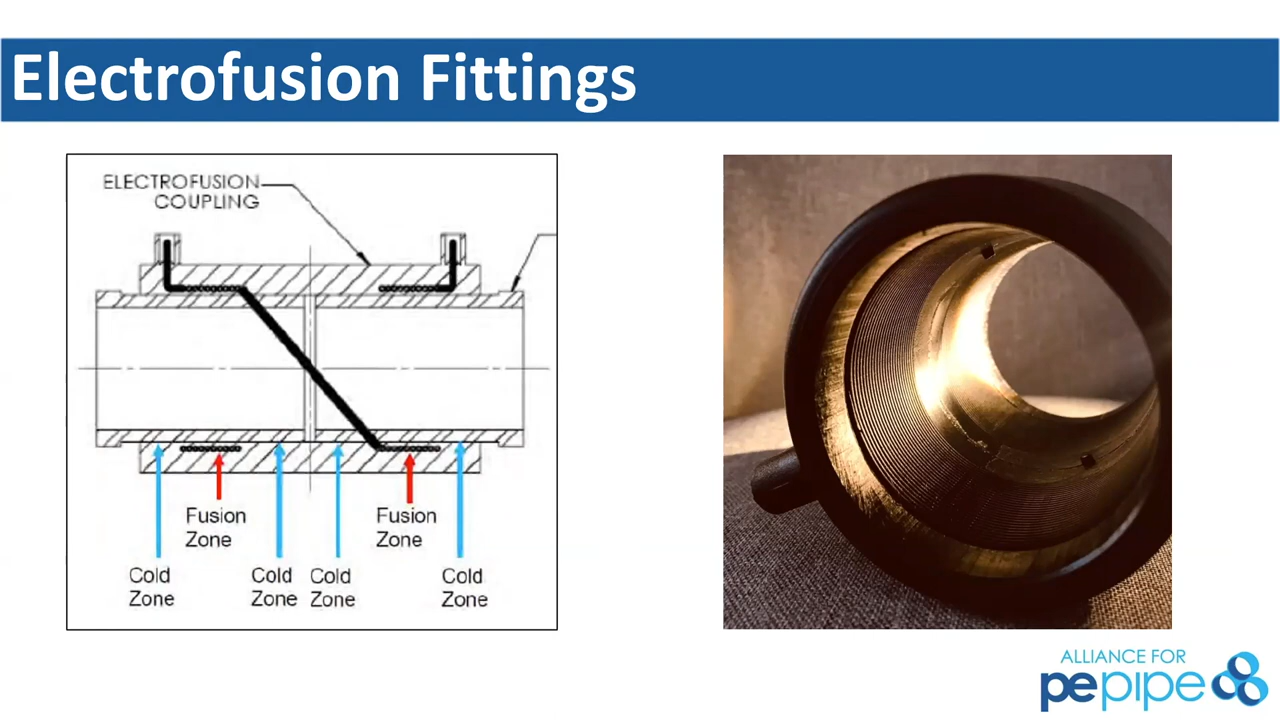 Electrofusion Fittings
ELECTROFUSION
COUPLING
Fusion
Zone
Fusion
Zone
Cold
Zone
Cold
Zone
Cold
Zone
Cold
Zone
ALLIANCE FOR
pepipe